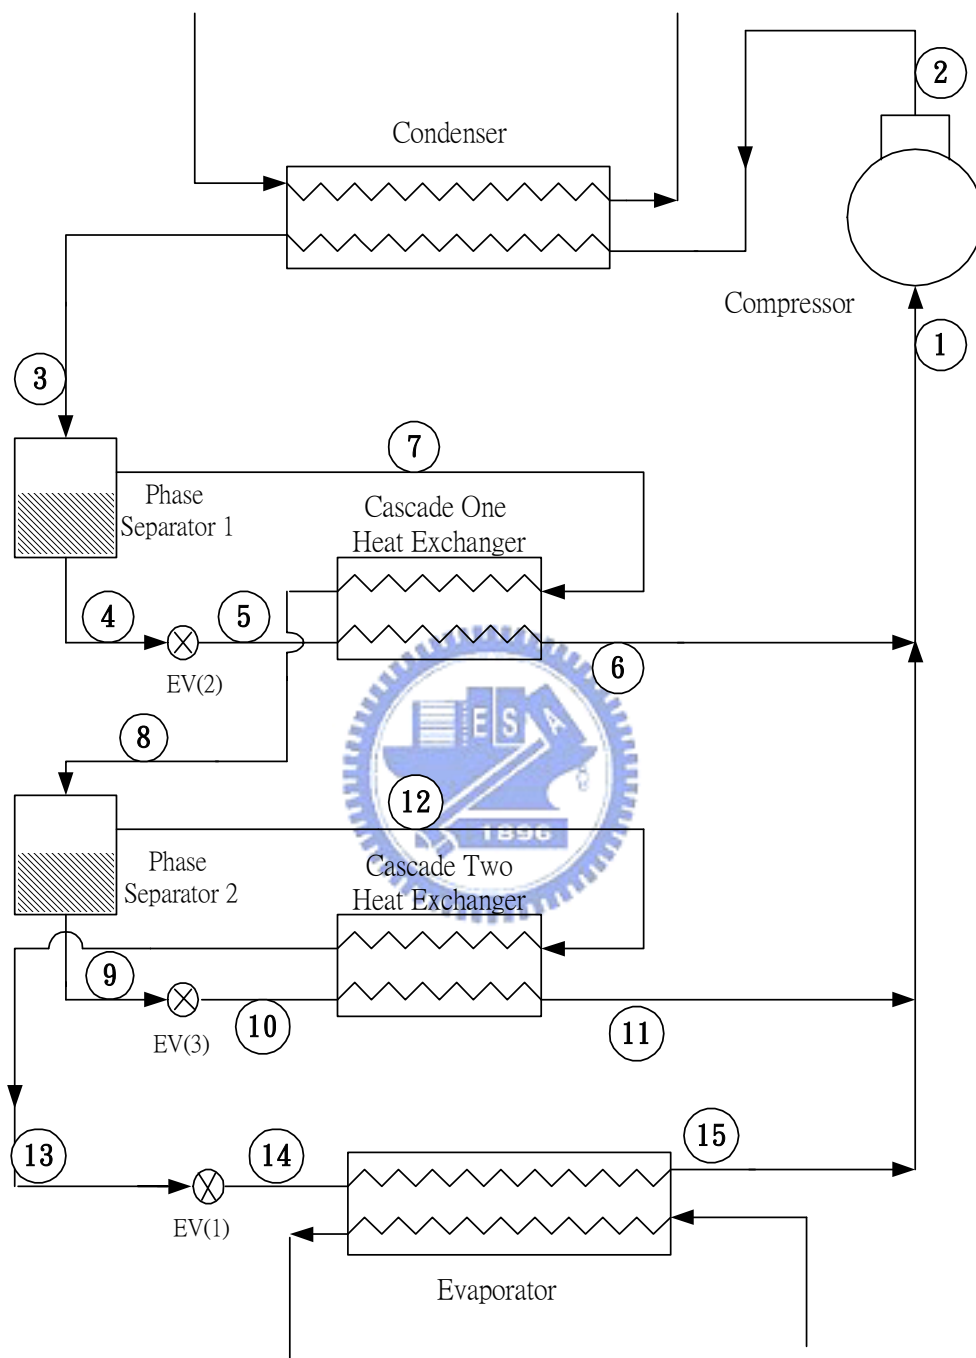 2
Condenser
Compressor
1
3
7
Phase
Separator 1
Cascade One
Heat Exchanger
4
5
EV(2)
6
8
E S A
12
1896
Phase
Separator 2
Cascade Two
Heat Exchanger
9
10
EV(3)
11
13
14
15
EV(1)
Evaporator